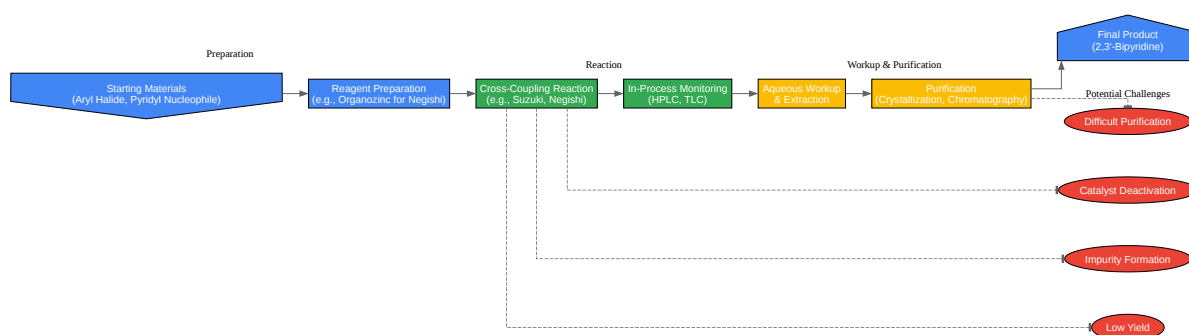 Preparation
Reaction
Workup & Purification
Final Product
(2,3'-Bipyridine)
Starting Materials
(Aryl Halide, Pyridyl Nucleophile)
Reagent Preparation
(e.g., Organozinc for Negishi)
Cross-Coupling Reaction
(e.g., Suzuki, Negishi)
In-Process Monitoring
(HPLC, TLC)
Aqueous Workup
& Extraction
Purification
(Crystallization, Chromatography)
Potential Challenges
Difficult Purification
Catalyst Deactivation
Impurity Formation
Low Yield